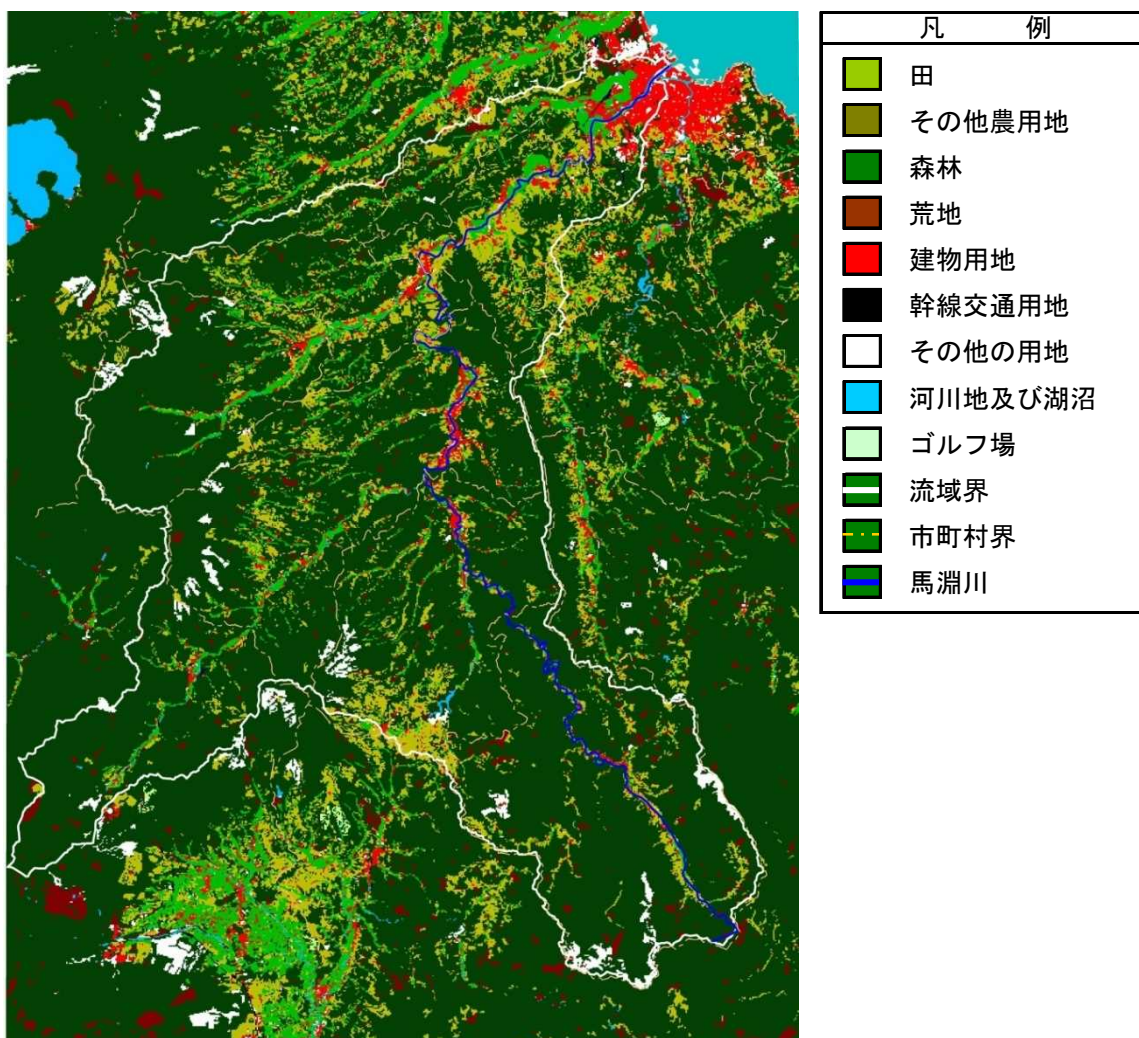 凡 例
田
その他農用地
森林
荒地
建物用地
幹線交通用地
その他の用地
河川地及び湖沼
ゴルフ場
流域界
市町村界
馬淵川